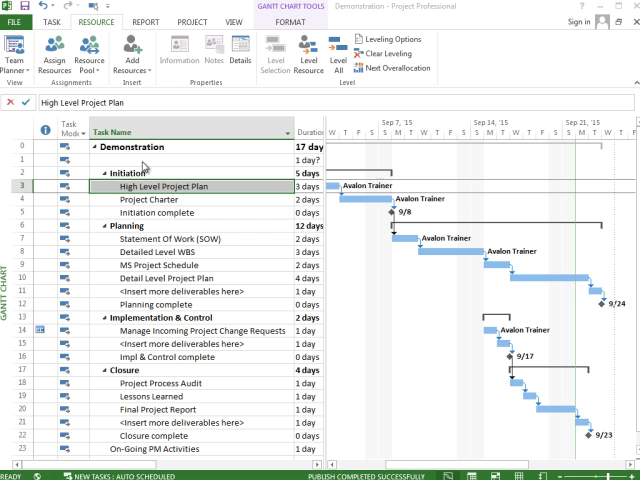 GANTT CHART TOOLS
Demonstration - Project Professional
FILE TASK RESOURCE REPORT PROJECT VIEW FORMAT
Sign in
Team Planner
Assign Resources
Resource Pool
Add Resources
Information
Notes
Details
Level Selection
Level Resource
Level All
Leveling Options
Clear Leveling
Next Overallocation
View Assignments Insert Properties Level
High Level Project Plan
Task Mode Task Name Duration
Sep 7, '15 Sep 14, '15 Sep 21, '15
W T F S S M T W T F S S M T W T F S S M T W T F
0 Demonstration 17 day
1 1 day?
2 Initiation 5 days
3 High Level Project Plan 3 days Avalon Trainer
4 Project Charter 2 days Avalon Trainer
5 Initiation complete 0 days 9/8
6 Planning 12 days
7 Statement Of Work (SOW) 2 days Avalon Trainer
8 Detailed Level WBS 3 days Avalon Trainer
9 MS Project Schedule 2 days
10 Detail Level Project Plan 4 days
11 <Insert more deliverables here> 1 day
12 Planning complete 0 days 9/24
13 Implementation & Control 2 days
14 Manage Incoming Project Change Requests 1 day Avalon Trainer
15 <Insert more deliverables here> 1 day
16 Impl & Control complete 0 days 9/17
17 Closure 4 days
18 Project Process Audit 1 day
19 Lessons Learned 1 day
20 Final Project Report 1 day
21 <Insert more deliverables here> 1 day
22 Closure complete 0 days 9/23
23 On-Going PM Activities 1 day
GANTT CHART
READY NEW TASKS : AUTO SCHEDULED PUBLISH COMPLETED SUCCESSFULLY